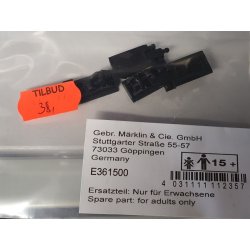 TILBUD
38,
Gebr. Märklin & Cie. GmbH
Stuttgarter Straße 55-57
73033 Göppingen
Germany
15 +
E361500
4 031111 112357
Ersatzteil: Nur für Erwachsene
Spare part: for adults only